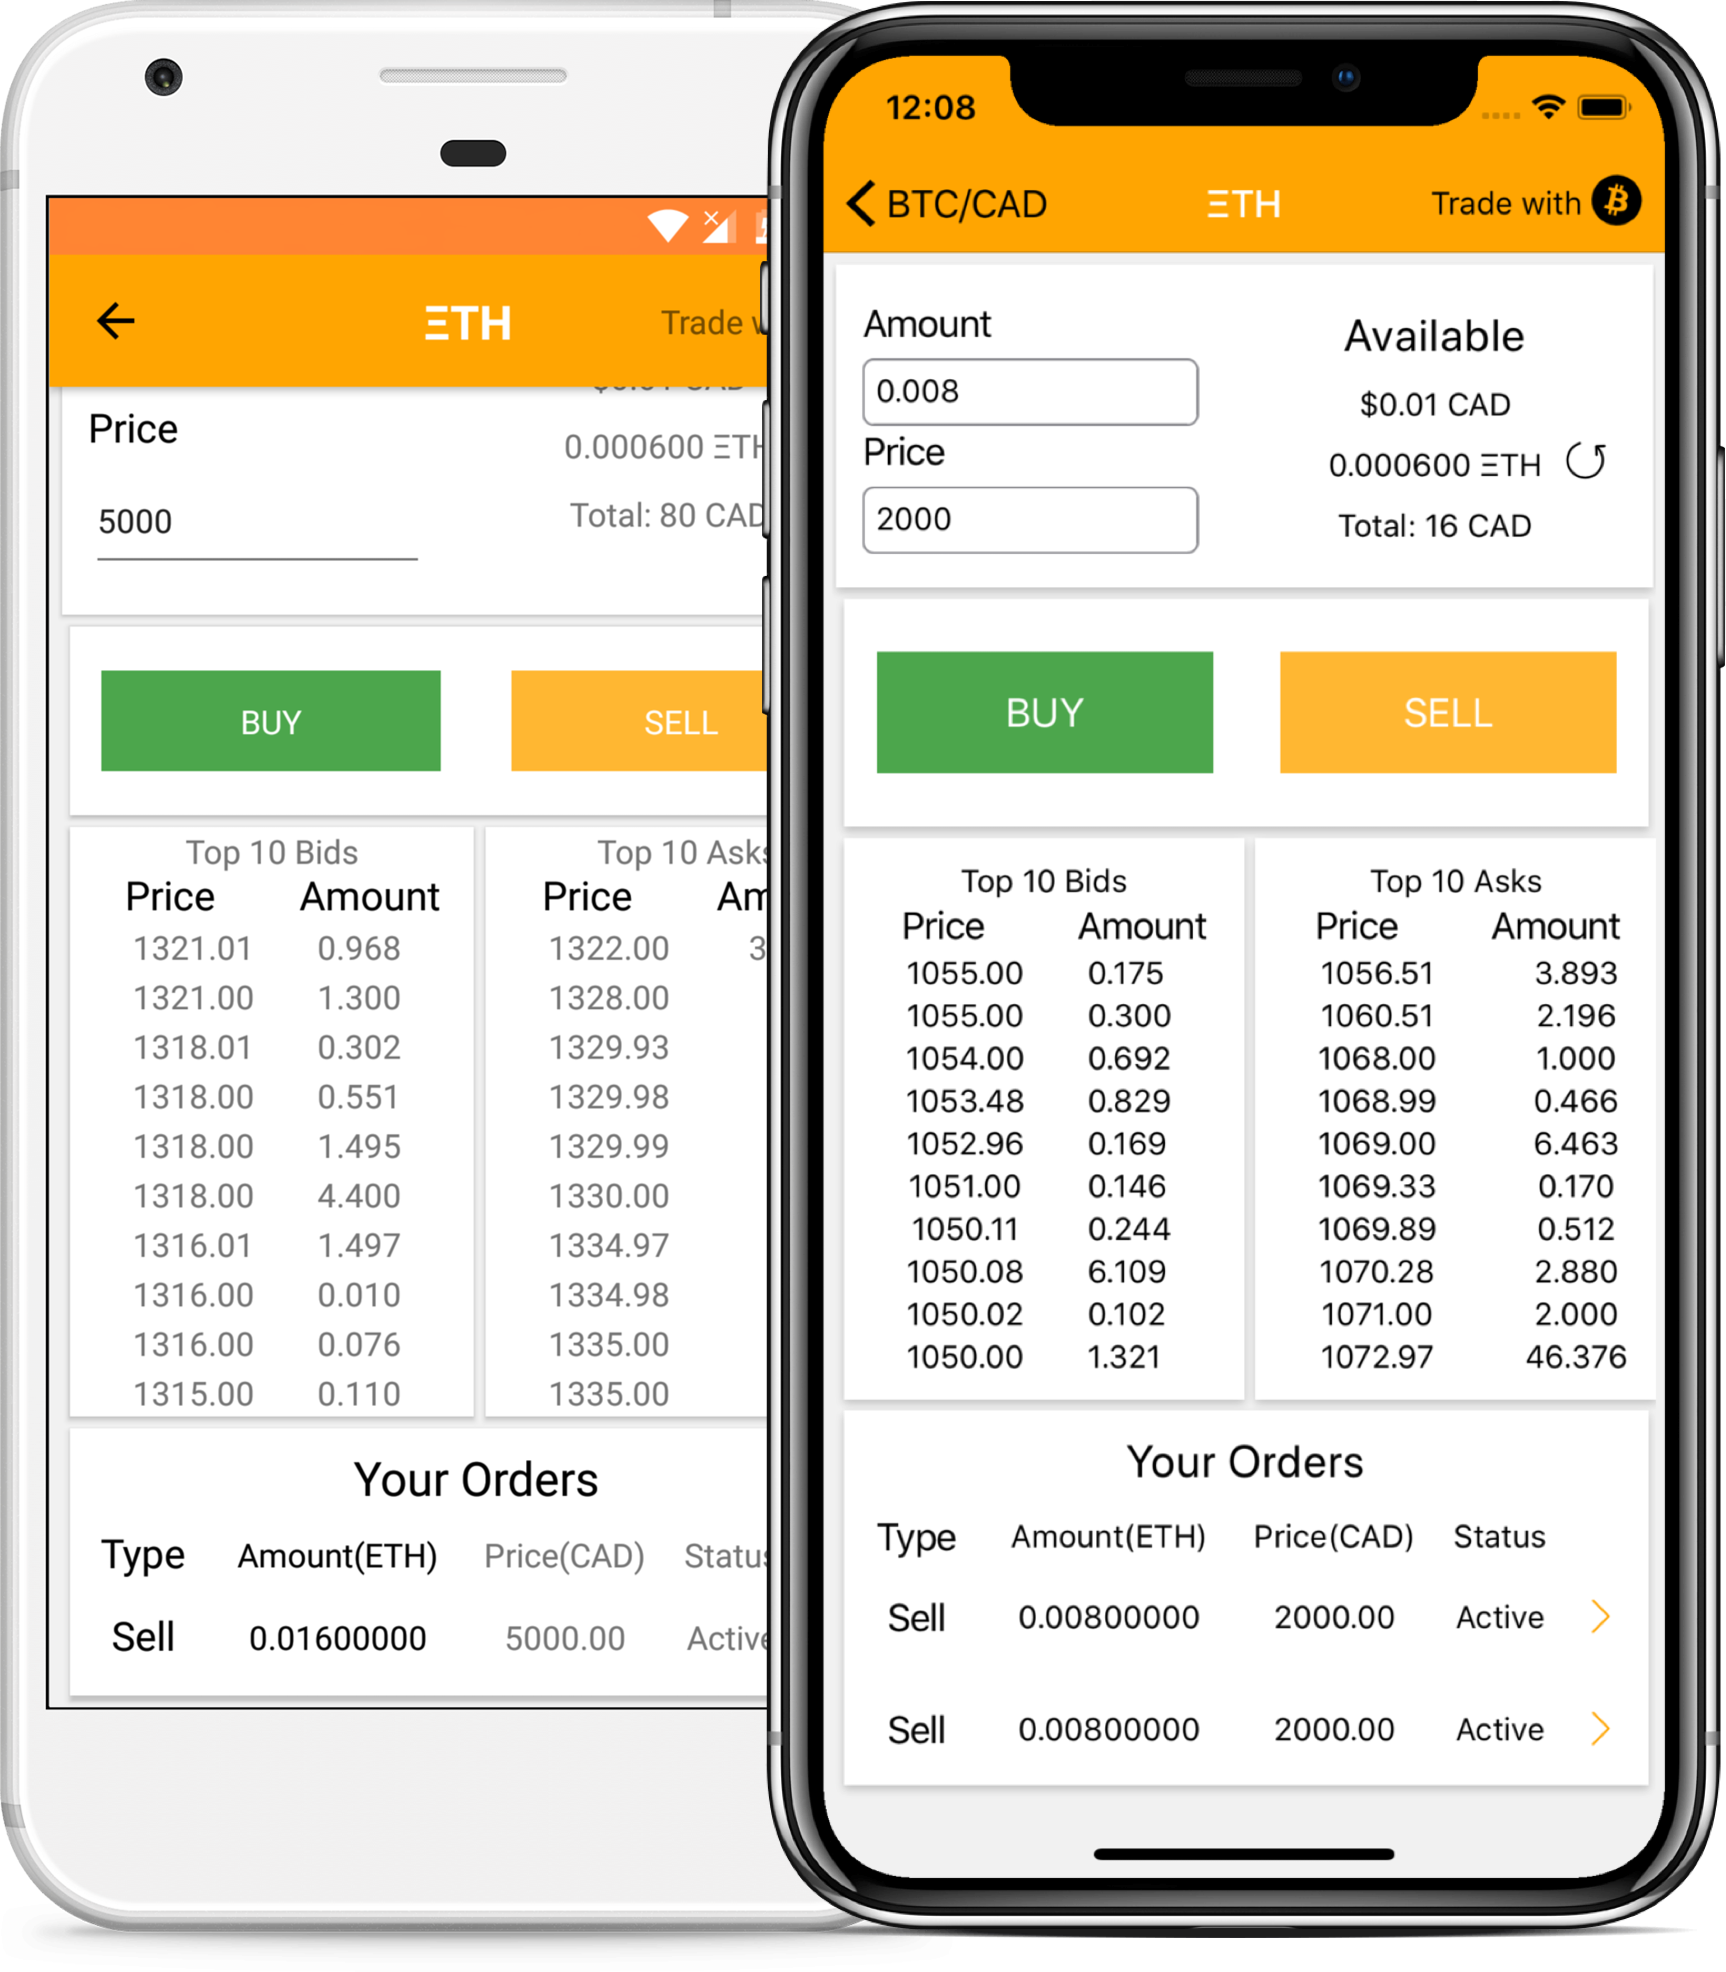 ΞTH
Trade
Price
0.000600 ΞTH
5000
Total: 80 CAD
BUY SELL
Top 10 Bids Top 10 Asks
Price Amount Price
1321.01 0.968 1322.00
1321.00 1.300 1328.00
1318.01 0.302 1329.93
1318.00 0.551 1329.98
1318.00 1.495 1329.99
1318.00 4.400 1330.00
1316.01 1.497 1334.97
1316.00 0.010 1334.98
1316.00 0.076 1335.00
1315.00 0.110 1335.00
Your Orders
Type Amount(ETH) Price(CAD) Status
Sell 0.01600000 5000.00 Active
12:08
BTC/CAD ΞTH Trade with
Amount Available
0.008 $0.01 CAD
Price 0.000600 ΞTH
2000 Total: 16 CAD
BUY SELL
Top 10 Bids Top 10 Asks
Price Amount Price Amount
1055.00 0.175 1056.51 3.893
1055.00 0.300 1060.51 2.196
1054.00 0.692 1068.00 1.000
1053.48 0.829 1068.99 0.466
1052.96 0.169 1069.00 6.463
1051.00 0.146 1069.33 0.170
1050.11 0.244 1069.89 0.512
1050.08 6.109 1070.28 2.880
1050.02 0.102 1071.00 2.000
1050.00 1.321 1072.97 46.376
Your Orders
Type Amount(ETH) Price(CAD) Status
Sell 0.00800000 2000.00 Active
Sell 0.00800000 2000.00 Active